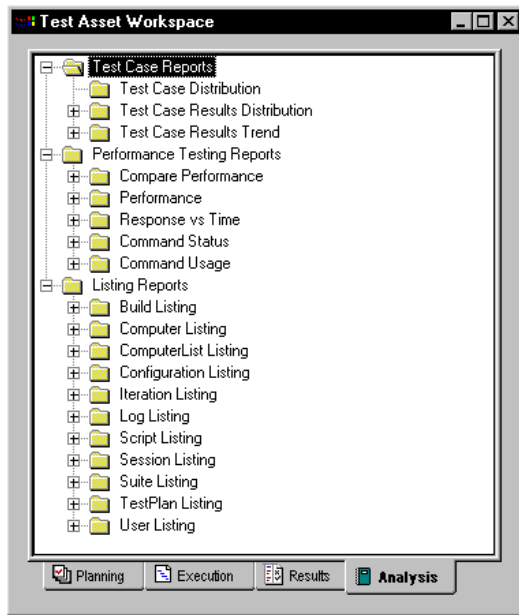 Test Asset Workspace
Test Case Reports
Test Case Distribution
Test Case Results Distribution
Test Case Results Trend
Performance Testing Reports
Compare Performance
Performance
Response vs Time
Command Status
Command Usage
Listing Reports
Build Listing
Computer Listing
ComputerList Listing
Configuration Listing
Iteration Listing
Log Listing
Script Listing
Session Listing
Suite Listing
TestPlan Listing
User Listing
Planning Execution Results Analysis